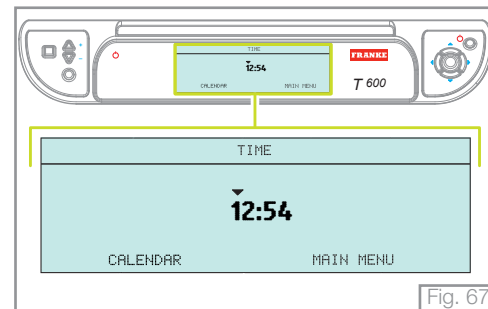 TIME
12:54
CALENDAR MAIN MENU
FRANKE
T 600
TIME
12:54
CALENDAR MAIN MENU
Fig. 67